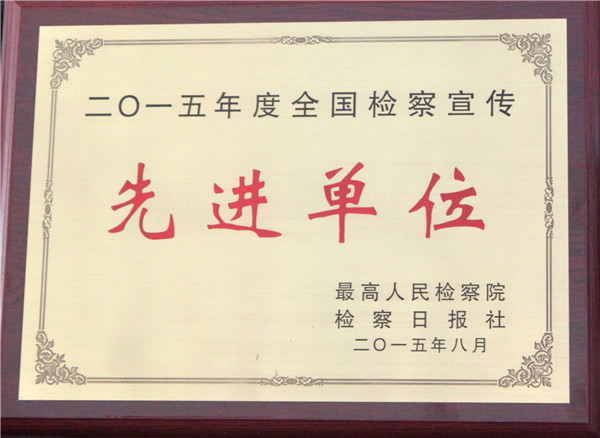 二〇一五年度全国检察宣传
先进单位
最高人民检察院
检察日报社
二〇一五年八月